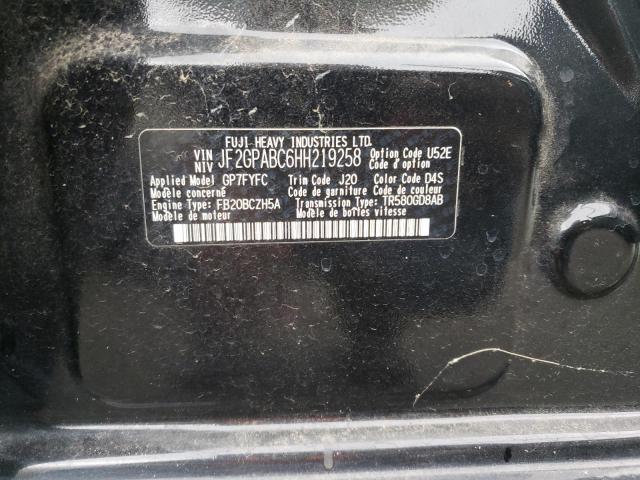 FUJI HEAVY INDUSTRIES LTD.
VIN NIV JF2GPABC6HH219258 Option Code U52E
Code d'option
Applied Model GP7FYFC Trim Code J20 Color Code D4S
Modèle concerné Code de garniture Code de couleur
Engine Type: FB20BCZH5A Transmission Type: TR580GD8AB
Modèle de moteur Modèle de boîtes vitesse